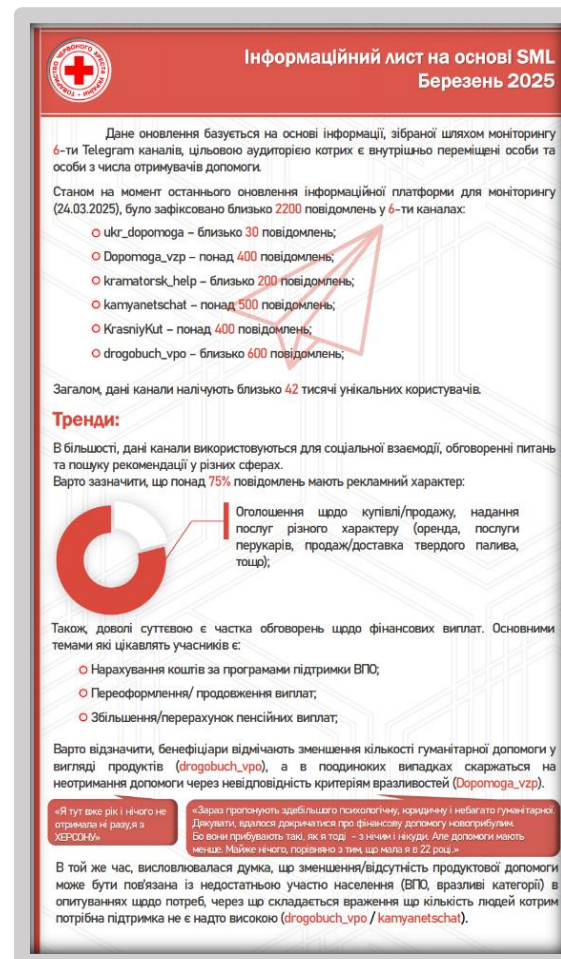 ТОВАРИСТВО ЧЕРВОНОГО ХРЕСТА УКРАЇНИ
Інформаційний лист на основі SML
Березень 2025
Дане оновлення базується на основі інформації, зібраної шляхом моніторингу
6-ти Telegram каналів, цільовою аудиторією котрих є внутрішньо переміщені особи та
особи з числа отримувачів допомоги.
Станом на момент останнього оновлення інформаційної платформи для моніторингу
(24.03.2025), було зафіксовано близько 2200 повідомлень у 6-ти каналах:
ukr_dopomoga – близько 30 повідомлень;
Dopomoga_vzp – понад 400 повідомлень;
kramatorsk_help – близько 200 повідомлень;
kamyanetschat – понад 500 повідомлень;
KrasniyKut – понад 400 повідомлень;
drogobuch_vpo – близько 600 повідомлень;
Загалом, дані канали налічують близько 42 тисячі унікальних користувачів.
Тренди:
В більшості, дані канали використовуються для соціальної взаємодії, обговоренні питань
та пошуку рекомендації у різних сферах.
Варто зазначити, що понад 75% повідомлень мають рекламний характер:
Оголошення щодо купівлі/продажу, надання
послуг різного характеру (оренда, послуги
перукарів, продаж/доставка твердого палива,
тощо);
Також, доволі суттєвою є частка обговорень щодо фінансових виплат. Основними
темами які цікавлять учасників є:
Нарахування коштів за програмами підтримки ВПО;
Переоформлення/ продовження виплат;
Збільшення/перерахунок пенсійних виплат;
Варто відзначити, бенефіціари відмічають зменшення кількості гуманітарної допомоги у
вигляді продуктів (drogobuch_vpo), а в поодиноких випадках скаржаться на
неотримання допомоги через невідповідність критеріям вразливостей (Dopomoga_vzp).
«Я тут вже рік і нічого не
отримала ні разу,я з
ХЕРСОНУ»
«Зараз пропонують здебільшого психологічну, юридичну і небагато гуманітарної.
Дякувати, вдалося докричатися про фінансову допомогу новоприбулим.
Бо вони прибувають такі, як я тоді - з нічим і нікуди. Але допомоги мають
менше. Майже нічого, порівняно з тим, що мала я в 22 році.»
В той же час, висловлювалася думка, що зменшення/відсутність продуктової допомоги
може бути пов'язана із недостатньою участю населення (ВПО, вразливі категорії) в
опитуваннях щодо потреб, через що складається враження що кількість людей котрим
потрібна підтримка не є надто високою (drogobuch_vpo / kamyanetschat).